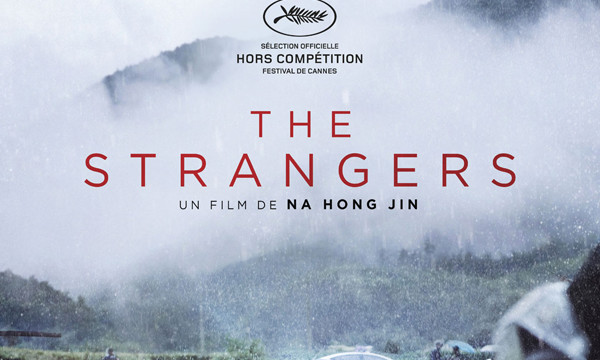 SÉLECTION OFFICIELLE
HORS COMPÉTITION
FESTIVAL DE CANNES
THE
STRANGERS
UN FILM DE NA HONG JIN